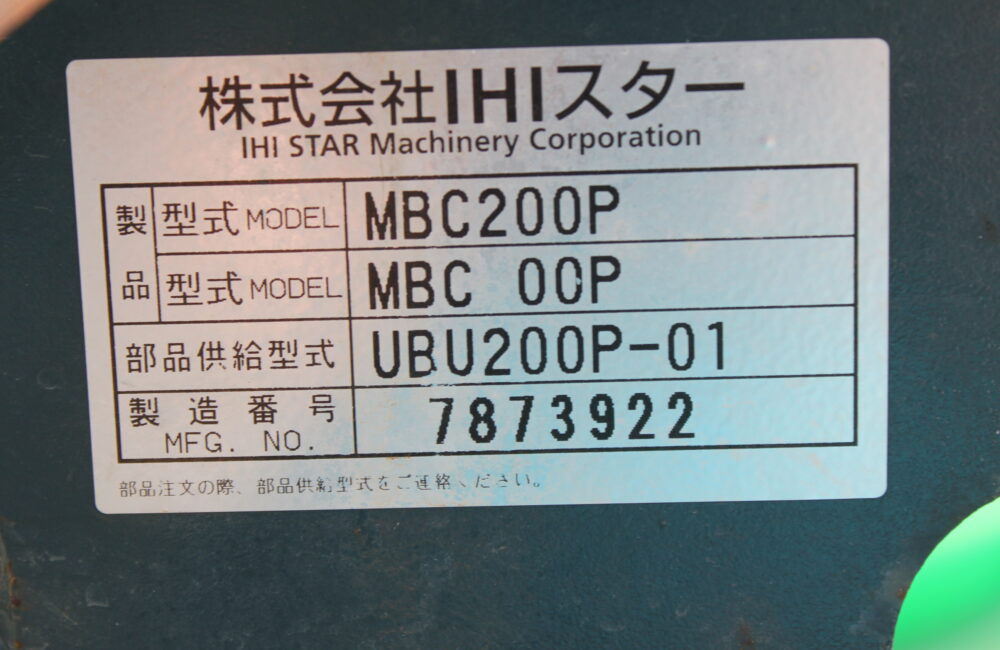 株式会社IHIスター
IHI STAR Machinery Corporation
製品 型式 MODEL MBC200P
型式 MODEL MBC 00P
部品供給型式 UBU200P-01
製造番号 MFG. NO. 7873922
部品注文の際、部品供給型式をご連絡ください。